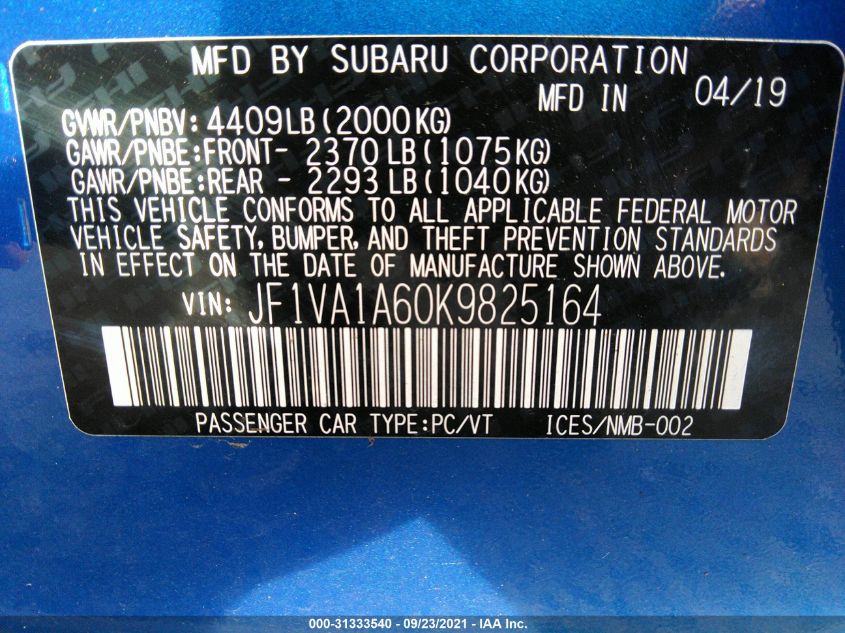 MFD BY SUBARU CORPORATION
MFD IN 04/19
GVWR/PNBV: 4409LB(2000KG)
GAWR/PNBE:FRONT- 2370LB(1075KG)
GAWR/PNBE:REAR - 2293LB(1040KG)
THIS VEHICLE CONFORMS TO ALL APPLICABLE FEDERAL MOTOR
VEHICLE SAFETY, BUMPER, AND THEFT PREVENTION STANDARDS
IN EFFECT ON THE DATE OF MANUFACTURE SHOWN ABOVE.
VIN: JF1VA1A60K9825164
PASSENGER CAR TYPE:PC/VT ICES/NMB-002
000-31333540 - 09/23/2021 - IAA Inc.